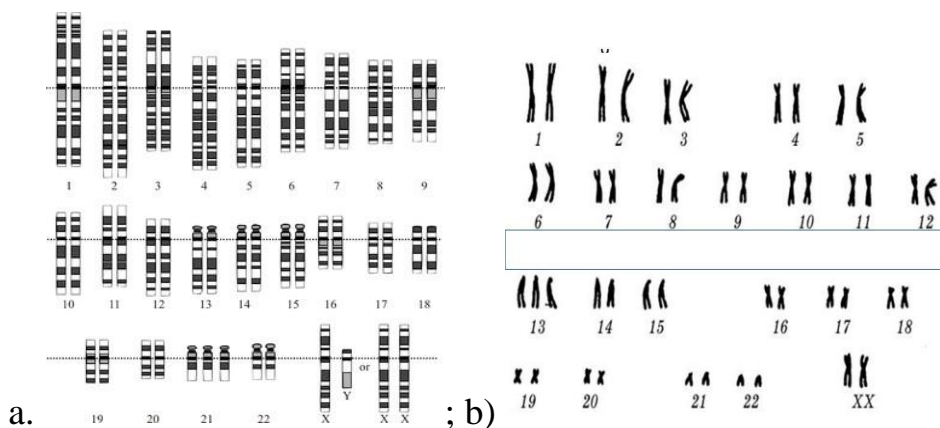 1 2 3 4 5 6 7 8 9
10 11 12 13 14 15 16 17 18
Y or
19 20 21 22 X X X
a.
1 2 3 4 5
6 7 8 9 10 11 12
13 14 15 16 17 18
19 20 21 22 XX
; b)